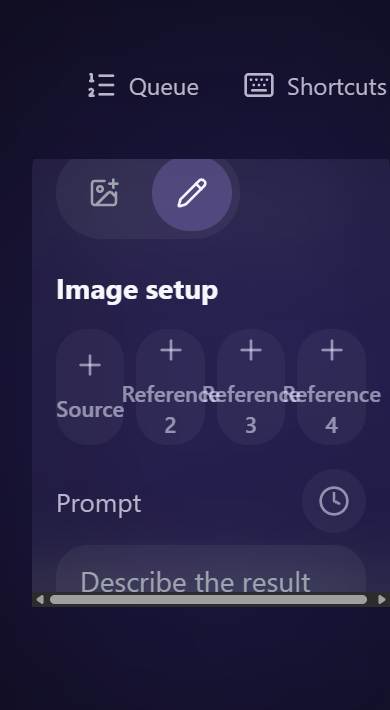 Queue
Shortcuts
Image setup
Source
Reference
2
Reference
3
Reference
4
Prompt
Describe the result